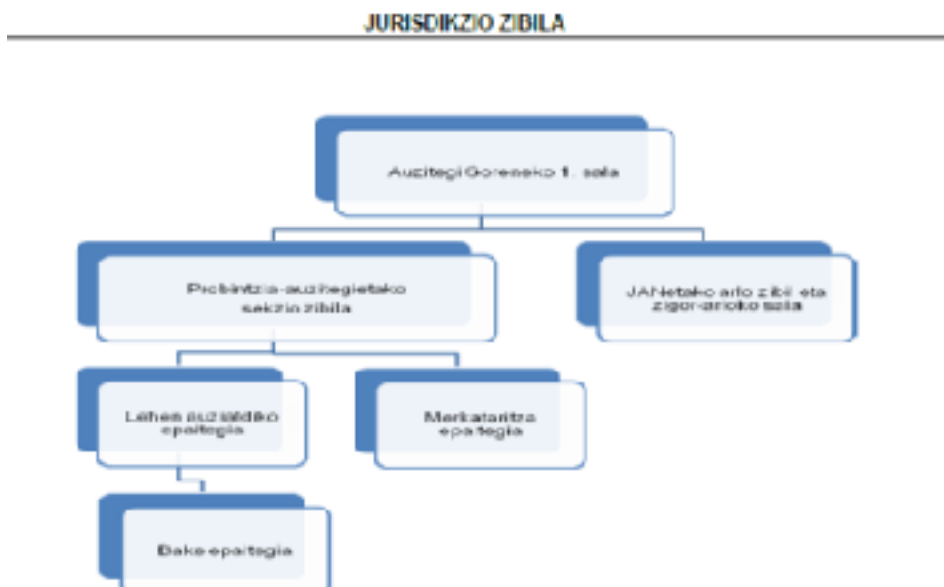 JURISDIKZIO ZIBILA
Auzitegi Goreneko 1. sala
Probintzia-auzitegietako
sekzio zibila
JANetako arlo zibil eta
zigor-arloko sala
Lehen auzialdiko
epaitegia
Merkataritza
epaitegia
Bake-epaitegia